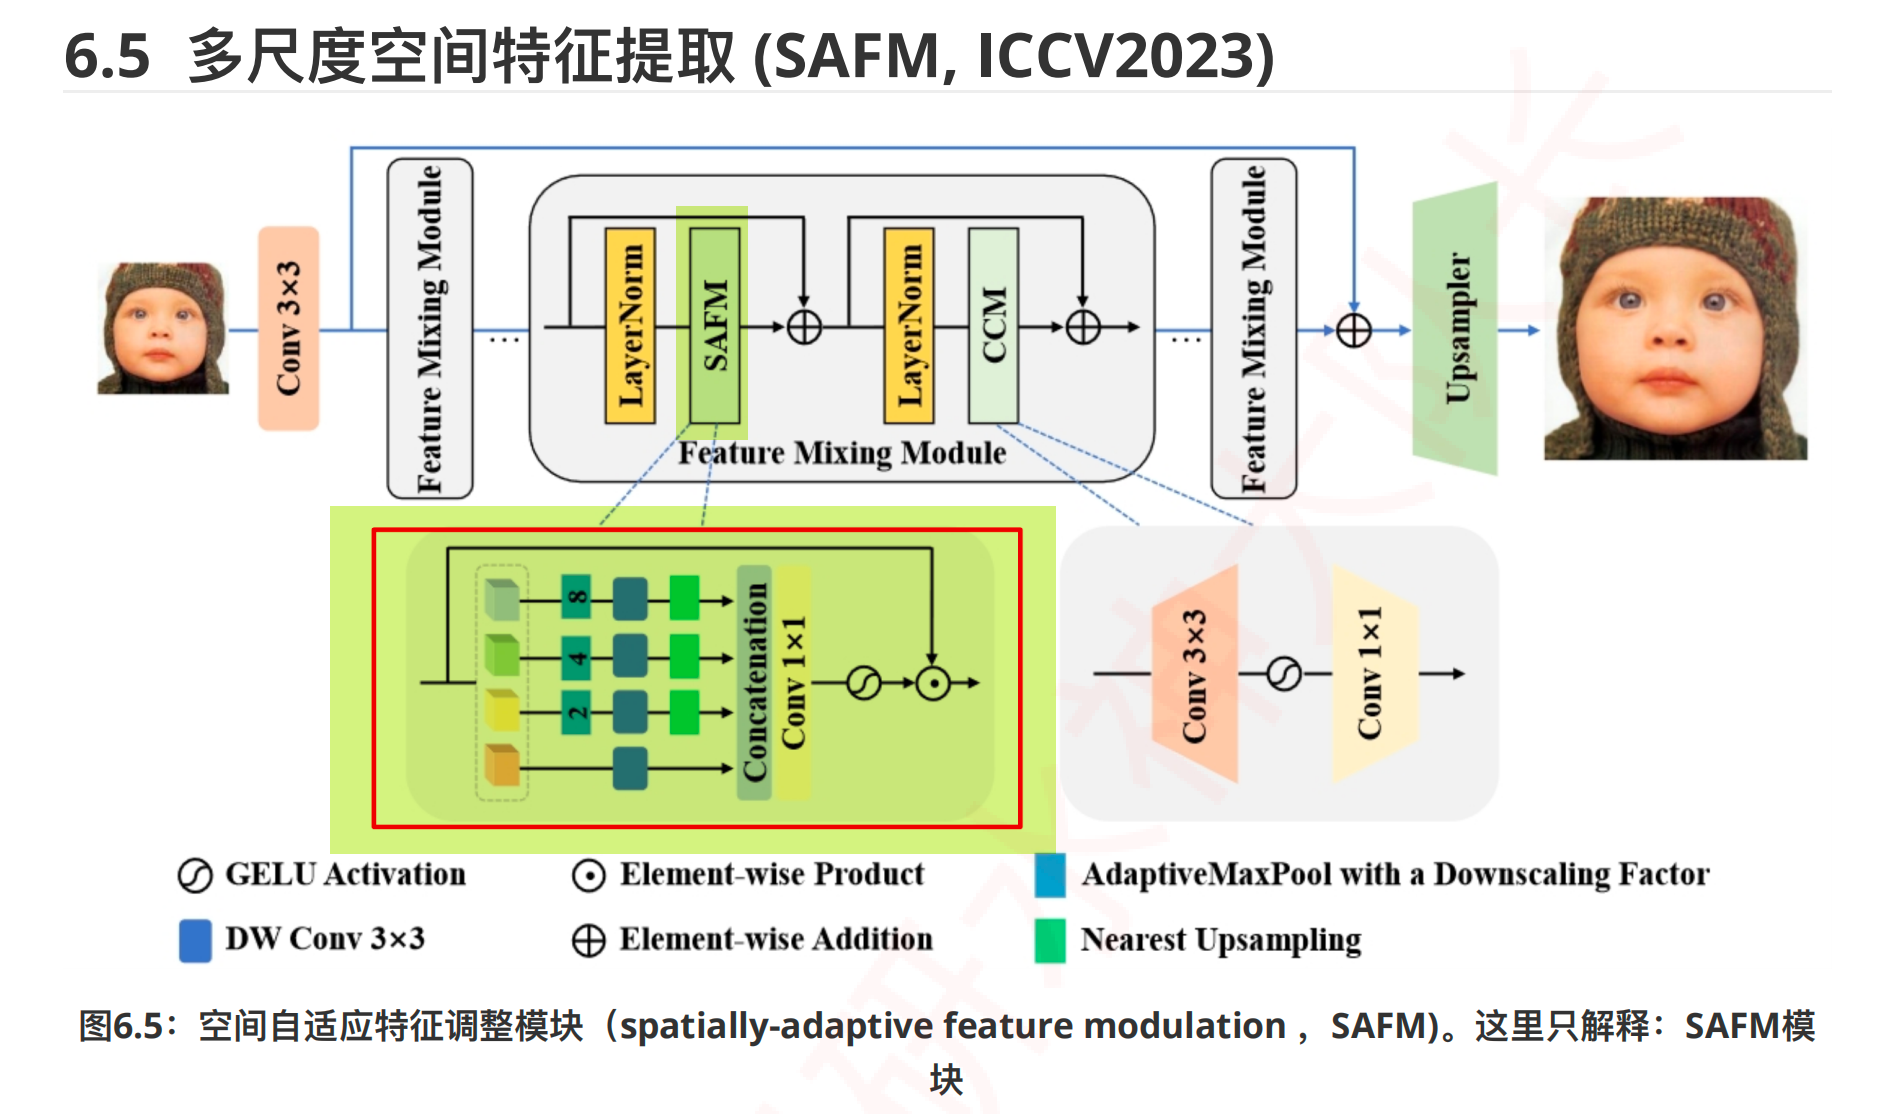 6.5 多尺度空间特征提取 (SAFM, ICCV2023)
Conv 3×3
Feature Mixing Module
...
LayerNorm
SAFM
LayerNorm
CCM
Feature Mixing Module
...
Feature Mixing Module
Upsampler
8
4
2
Concatenation
Conv 1×1
Conv 3×3
Conv 1×1
GELU Activation
Element-wise Product
AdaptiveMaxPool with a Downscaling Factor
DW Conv 3×3
Element-wise Addition
Nearest Upsampling
图6.5：空间自适应特征调整模块（spatially-adaptive feature modulation ，SAFM)。这里只解释：SAFM模
块